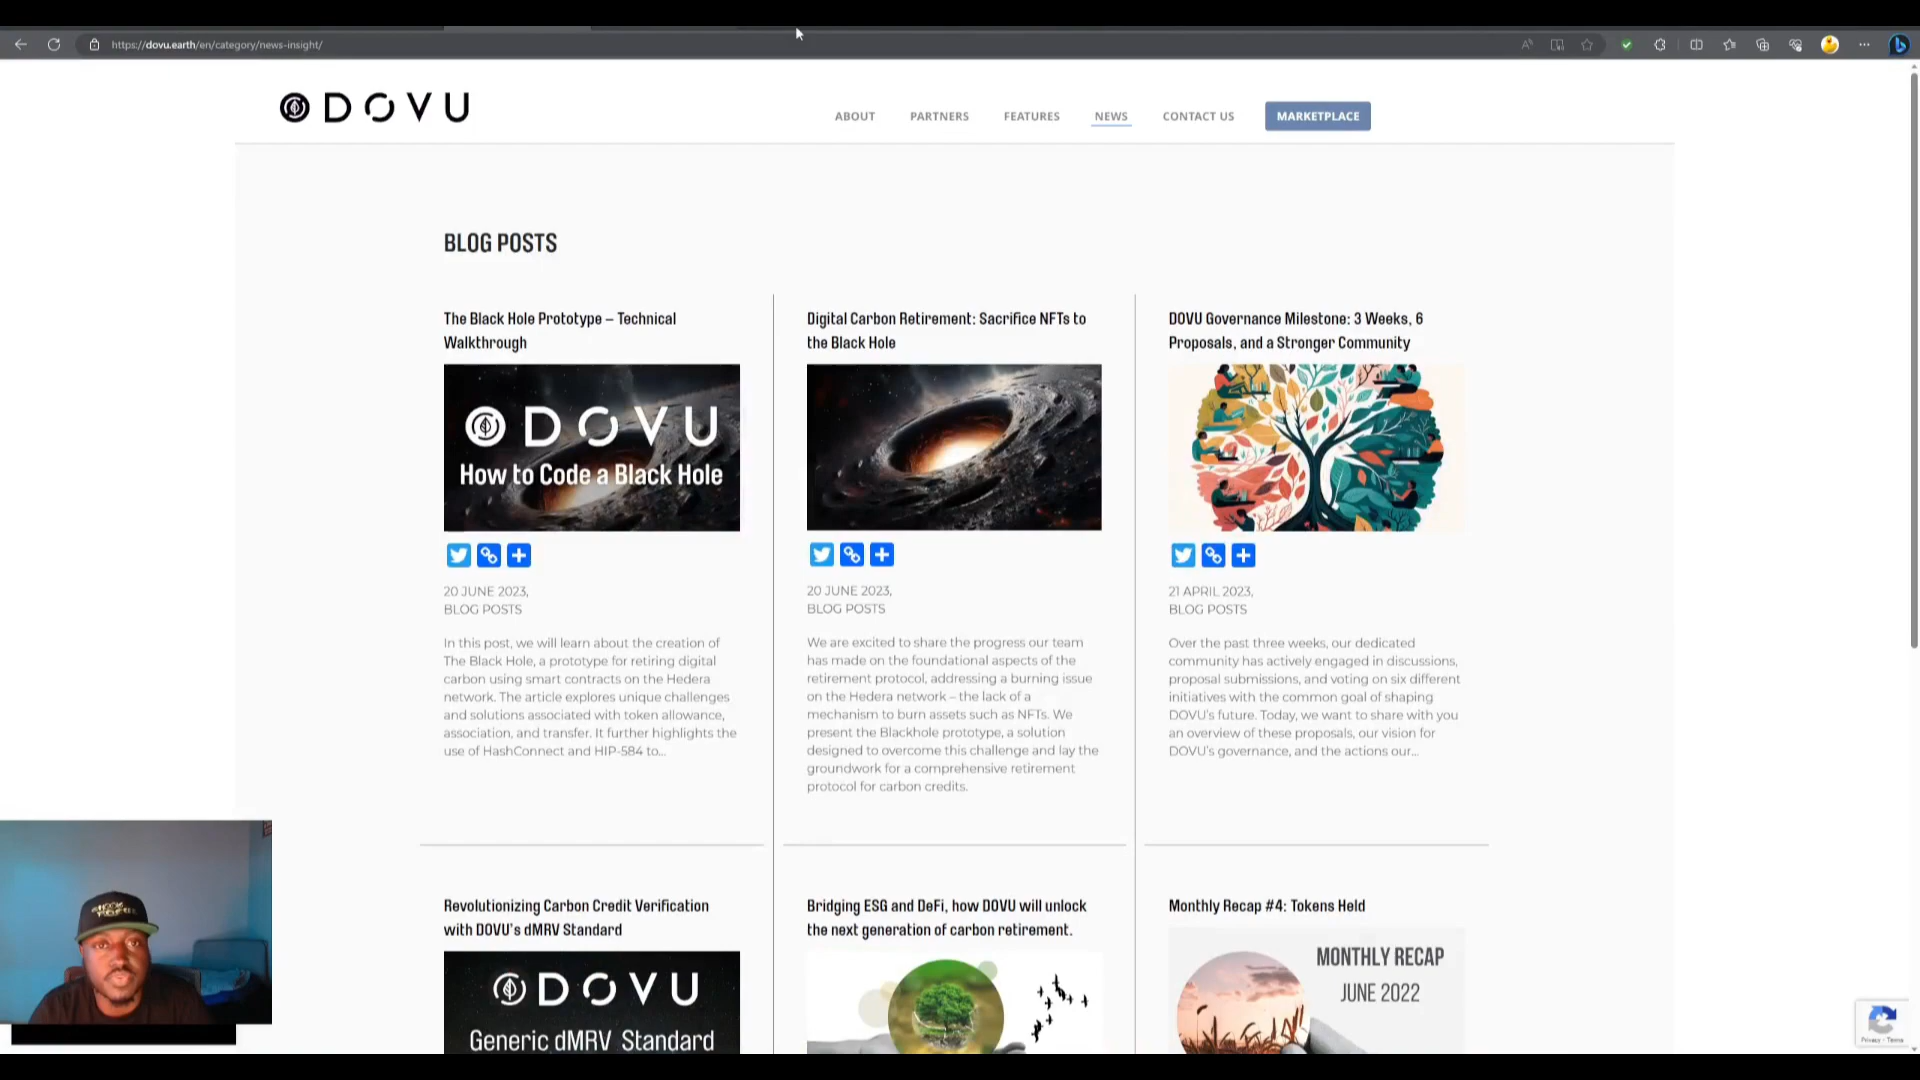 https://dovu.earth/en/category/news-insight/
DOVU
ABOUT
PARTNERS
FEATURES
NEWS
CONTACT US
MARKETPLACE
BLOG POSTS
The Black Hole Prototype – Technical
Walkthrough
DOVU
How to Code a Black Hole
20 JUNE 2023,
BLOG POSTS
In this post, we will learn about the creation of
The Black Hole, a prototype for retiring digital
carbon using smart contracts on the Hedera
network. The article explores unique challenges
and solutions associated with token allowance,
association, and transfer. It further highlights the
use of HashConnect and HIP-584 to...
Digital Carbon Retirement: Sacrifice NFTs to
the Black Hole
20 JUNE 2023,
BLOG POSTS
We are excited to share the progress our team
has made on the foundational aspects of the
retirement protocol, addressing a burning issue
on the Hedera network – the lack of a
mechanism to burn assets such as NFTs. We
present the Blackhole prototype, a solution
designed to overcome this challenge and lay the
groundwork for a comprehensive retirement
protocol for carbon credits.
DOVU Governance Milestone: 3 Weeks, 6
Proposals, and a Stronger Community
21 APRIL 2023,
BLOG POSTS
Over the past three weeks, our dedicated
community has actively engaged in discussions,
proposal submissions, and voting on six different
initiatives with the common goal of shaping
DOVU's future. Today, we want to share with you
an overview of these proposals, our vision for
DOVU's governance, and the actions our...
Revolutionizing Carbon Credit Verification
with DOVU's dMRV Standard
DOVU
Generic dMRV Standard
Bridging ESG and DeFi, how DOVU will unlock
the next generation of carbon retirement.
Monthly Recap #4: Tokens Held
MONTHLY RECAP
JUNE 2022
Privacy - Terms